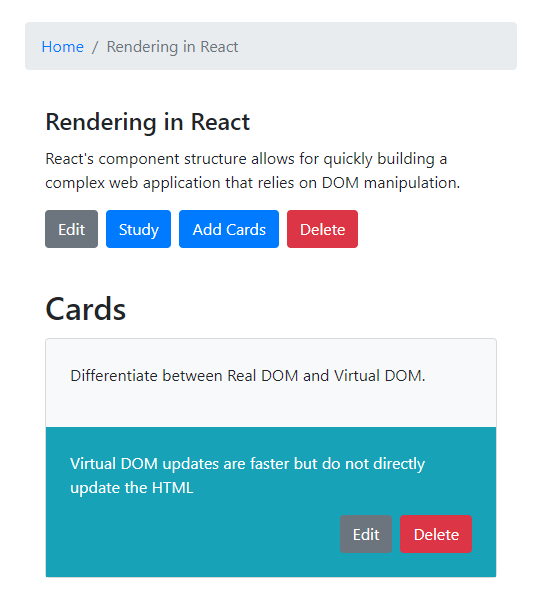 Home / Rendering in React
Rendering in React
React's component structure allows for quickly building a
complex web application that relies on DOM manipulation.
Edit Study Add Cards Delete
Cards
Differentiate between Real DOM and Virtual DOM.
Virtual DOM updates are faster but do not directly
update the HTML
Edit Delete